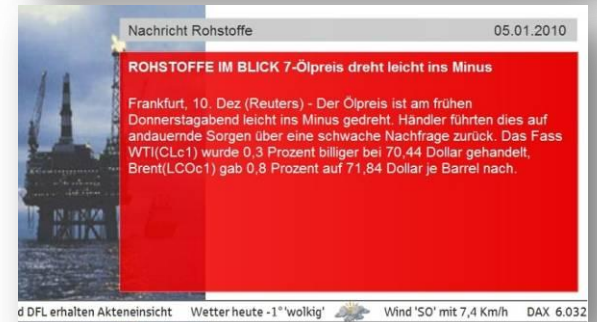 Nachricht Rohstoffe 05.01.2010
ROHSTOFFE IM BLICK 7-Ölpreis dreht leicht ins Minus
Frankfurt, 10. Dez (Reuters) - Der Ölpreis ist am frühen
Donnerstagabend leicht ins Minus gedreht. Händler führten dies auf
andauernde Sorgen über eine schwache Nachfrage zurück. Das Fass
WTI(CLc1) wurde 0,3 Prozent billiger bei 70,44 Dollar gehandelt,
Brent(LCOc1) gab 0,8 Prozent auf 71,84 Dollar je Barrel nach.
d DFL erhalten Akteneinsicht Wetter heute -1° 'wolkig' Wind 'SO' mit 7,4 Km/h DAX 6.032